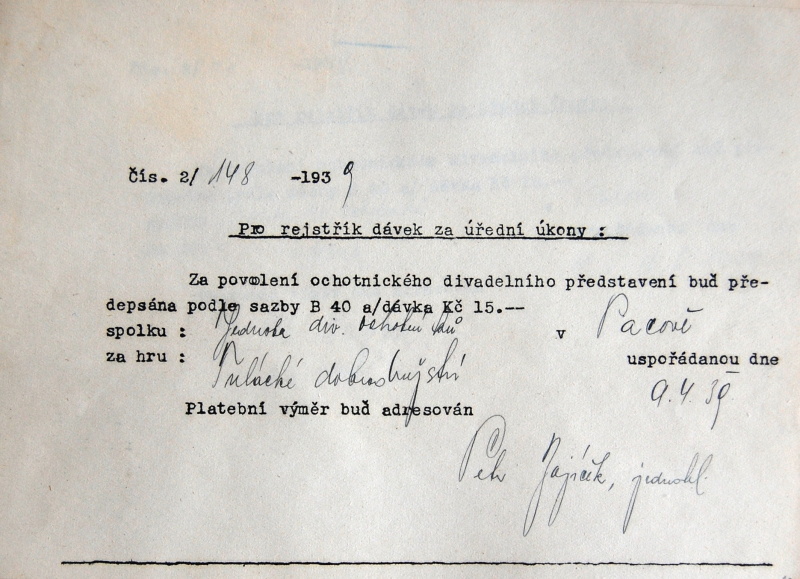 Čís. 2/ 148 -1939
Pro rejstřík dávek za úřední úkony :
Za povolení ochotnického divadelního představení buď pře-
depsána podle sazby B 40 a/dávka Kč 15.--
spolku : Jednota div. ochotníků v Pacově
za hru : Tulácké dobrodružství uspořádanou dne
9.4.39
Platební výměr buď adresován
Petr Zajíček, jednatel